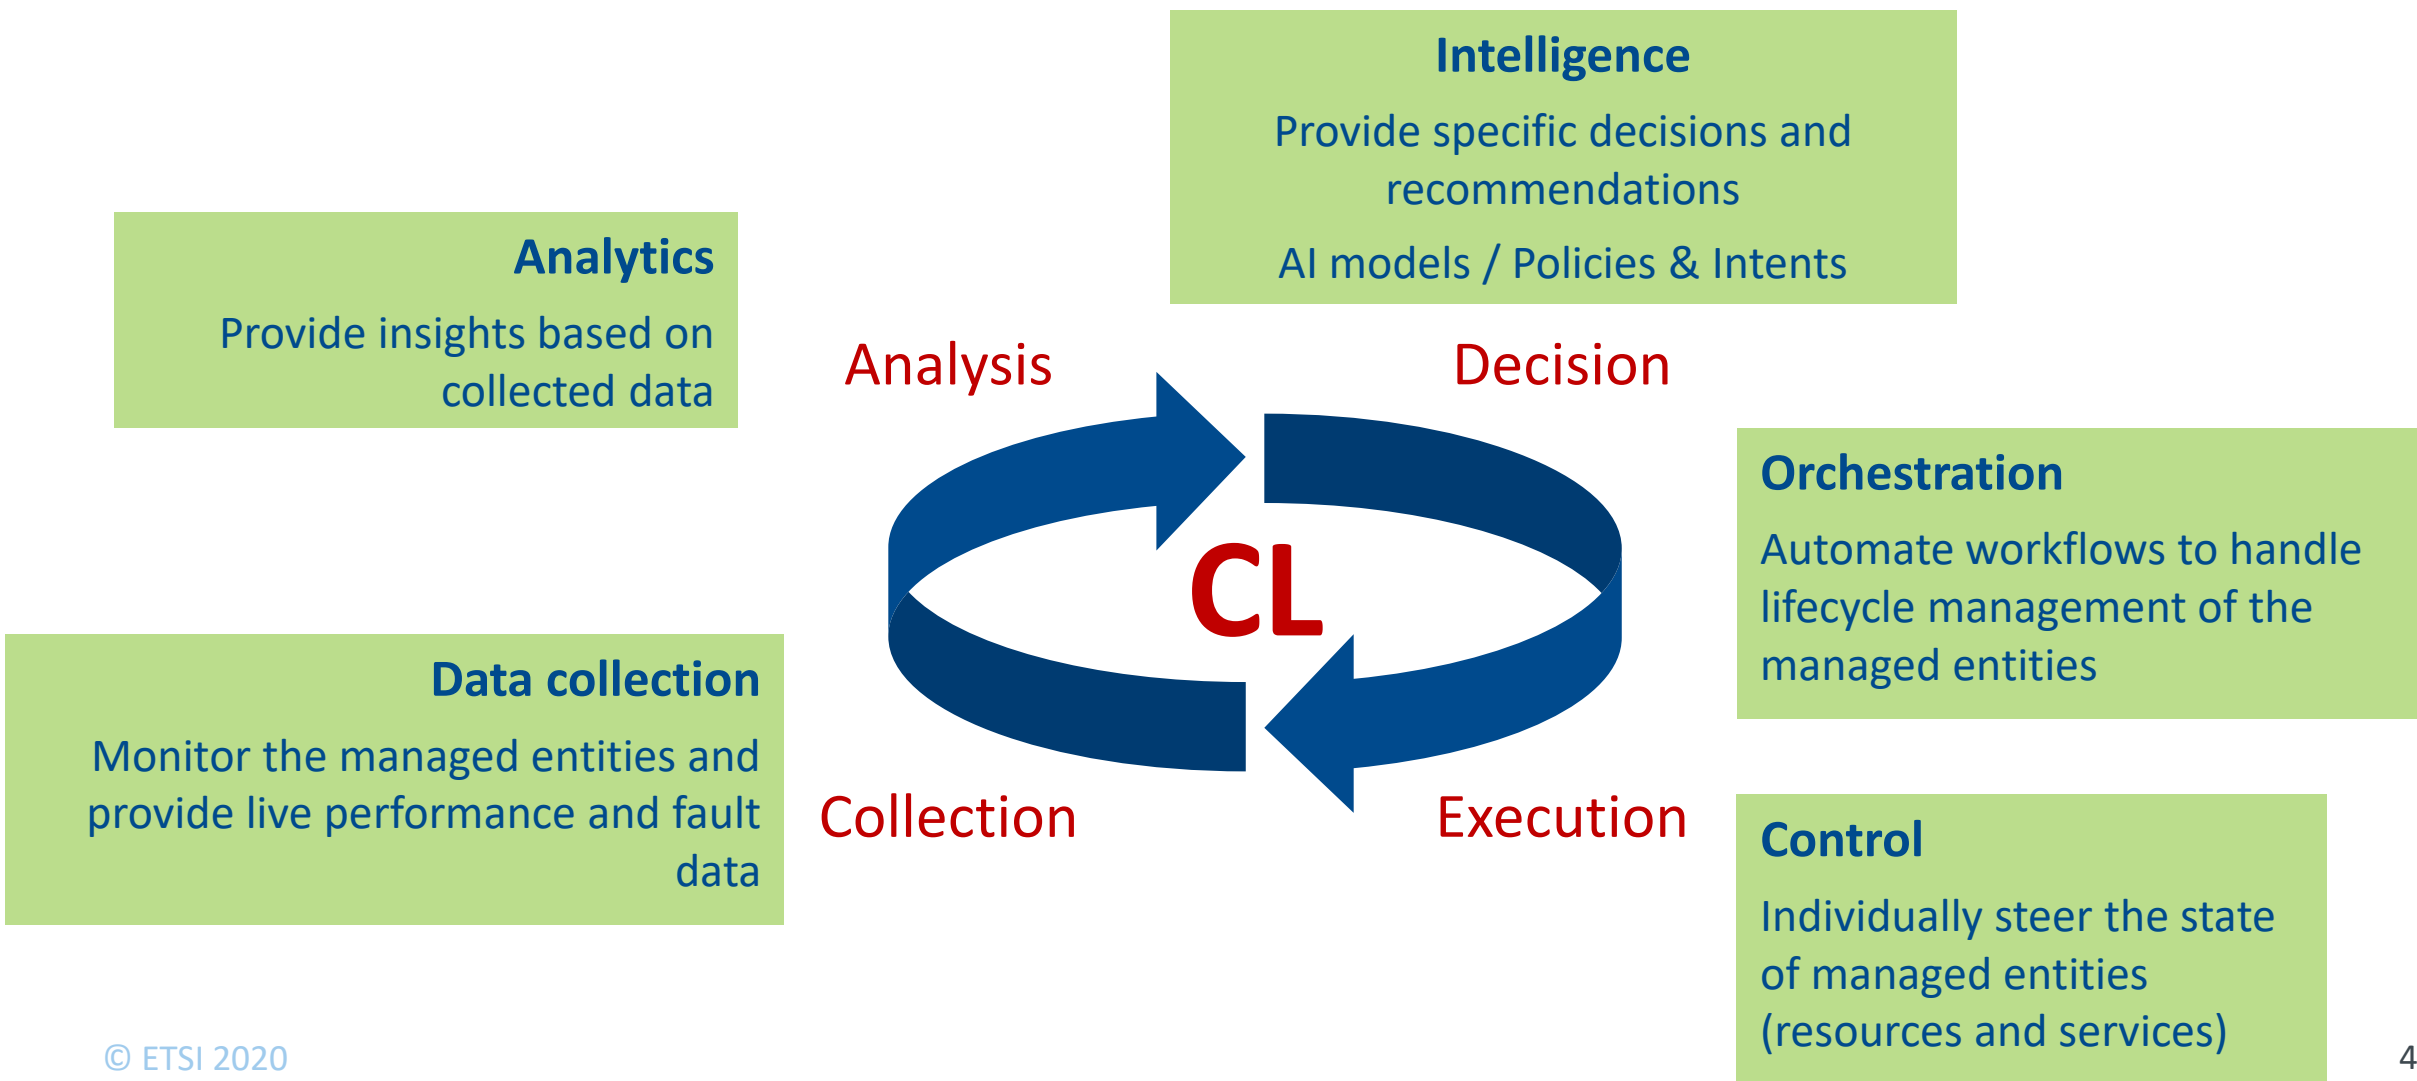 Intelligence
Provide specific decisions and
recommendations
AI models / Policies & Intents
Analytics
Provide insights based on
collected data
Analysis
Decision
Orchestration
Automate workflows to handle
lifecycle management of the
managed entities
CL
Data collection
Monitor the managed entities and
provide live performance and fault
data
Collection
Execution
Control
Individually steer the state
of managed entities
(resources and services)
© ETSI 2020
4